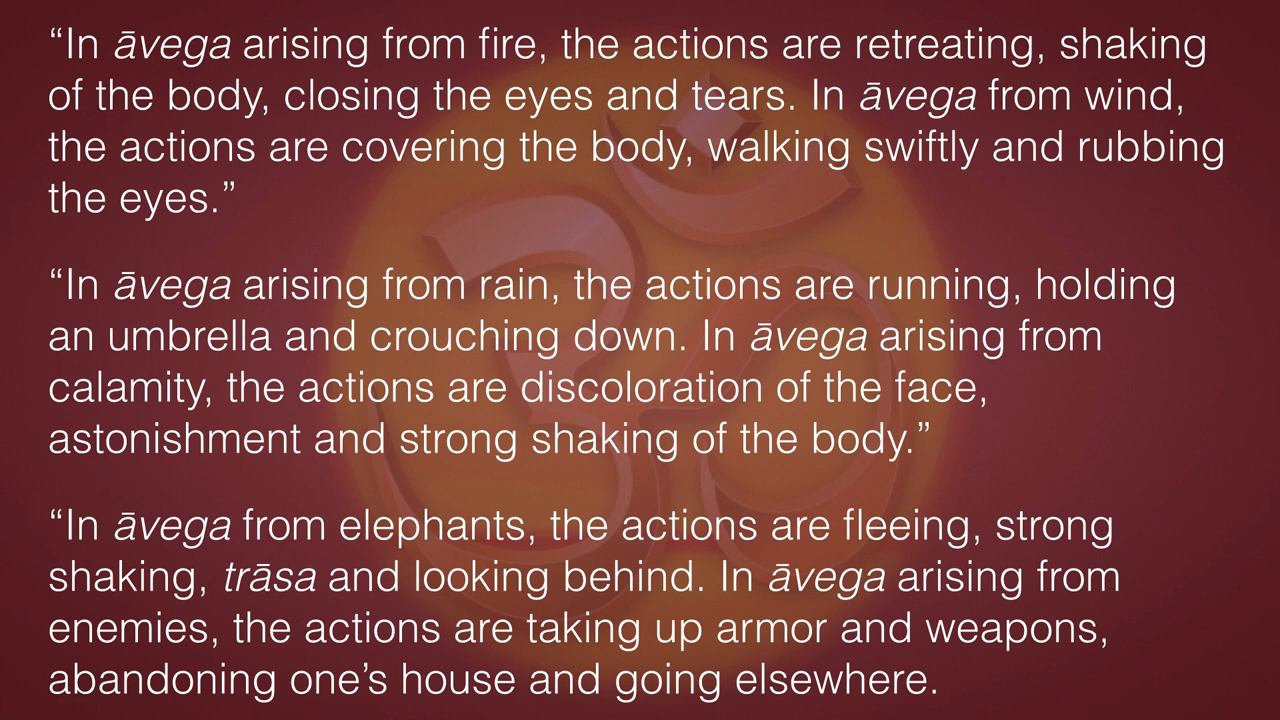 “In āvega arising from fire, the actions are retreating, shaking
of the body, closing the eyes and tears. In āvega from wind,
the actions are covering the body, walking swiftly and rubbing
the eyes.”
“In āvega arising from rain, the actions are running, holding
an umbrella and crouching down. In āvega arising from
calamity, the actions are discoloration of the face,
astonishment and strong shaking of the body.”
“In āvega from elephants, the actions are fleeing, strong
shaking, trāsa and looking behind. In āvega arising from
enemies, the actions are taking up armor and weapons,
abandoning one’s house and going elsewhere.